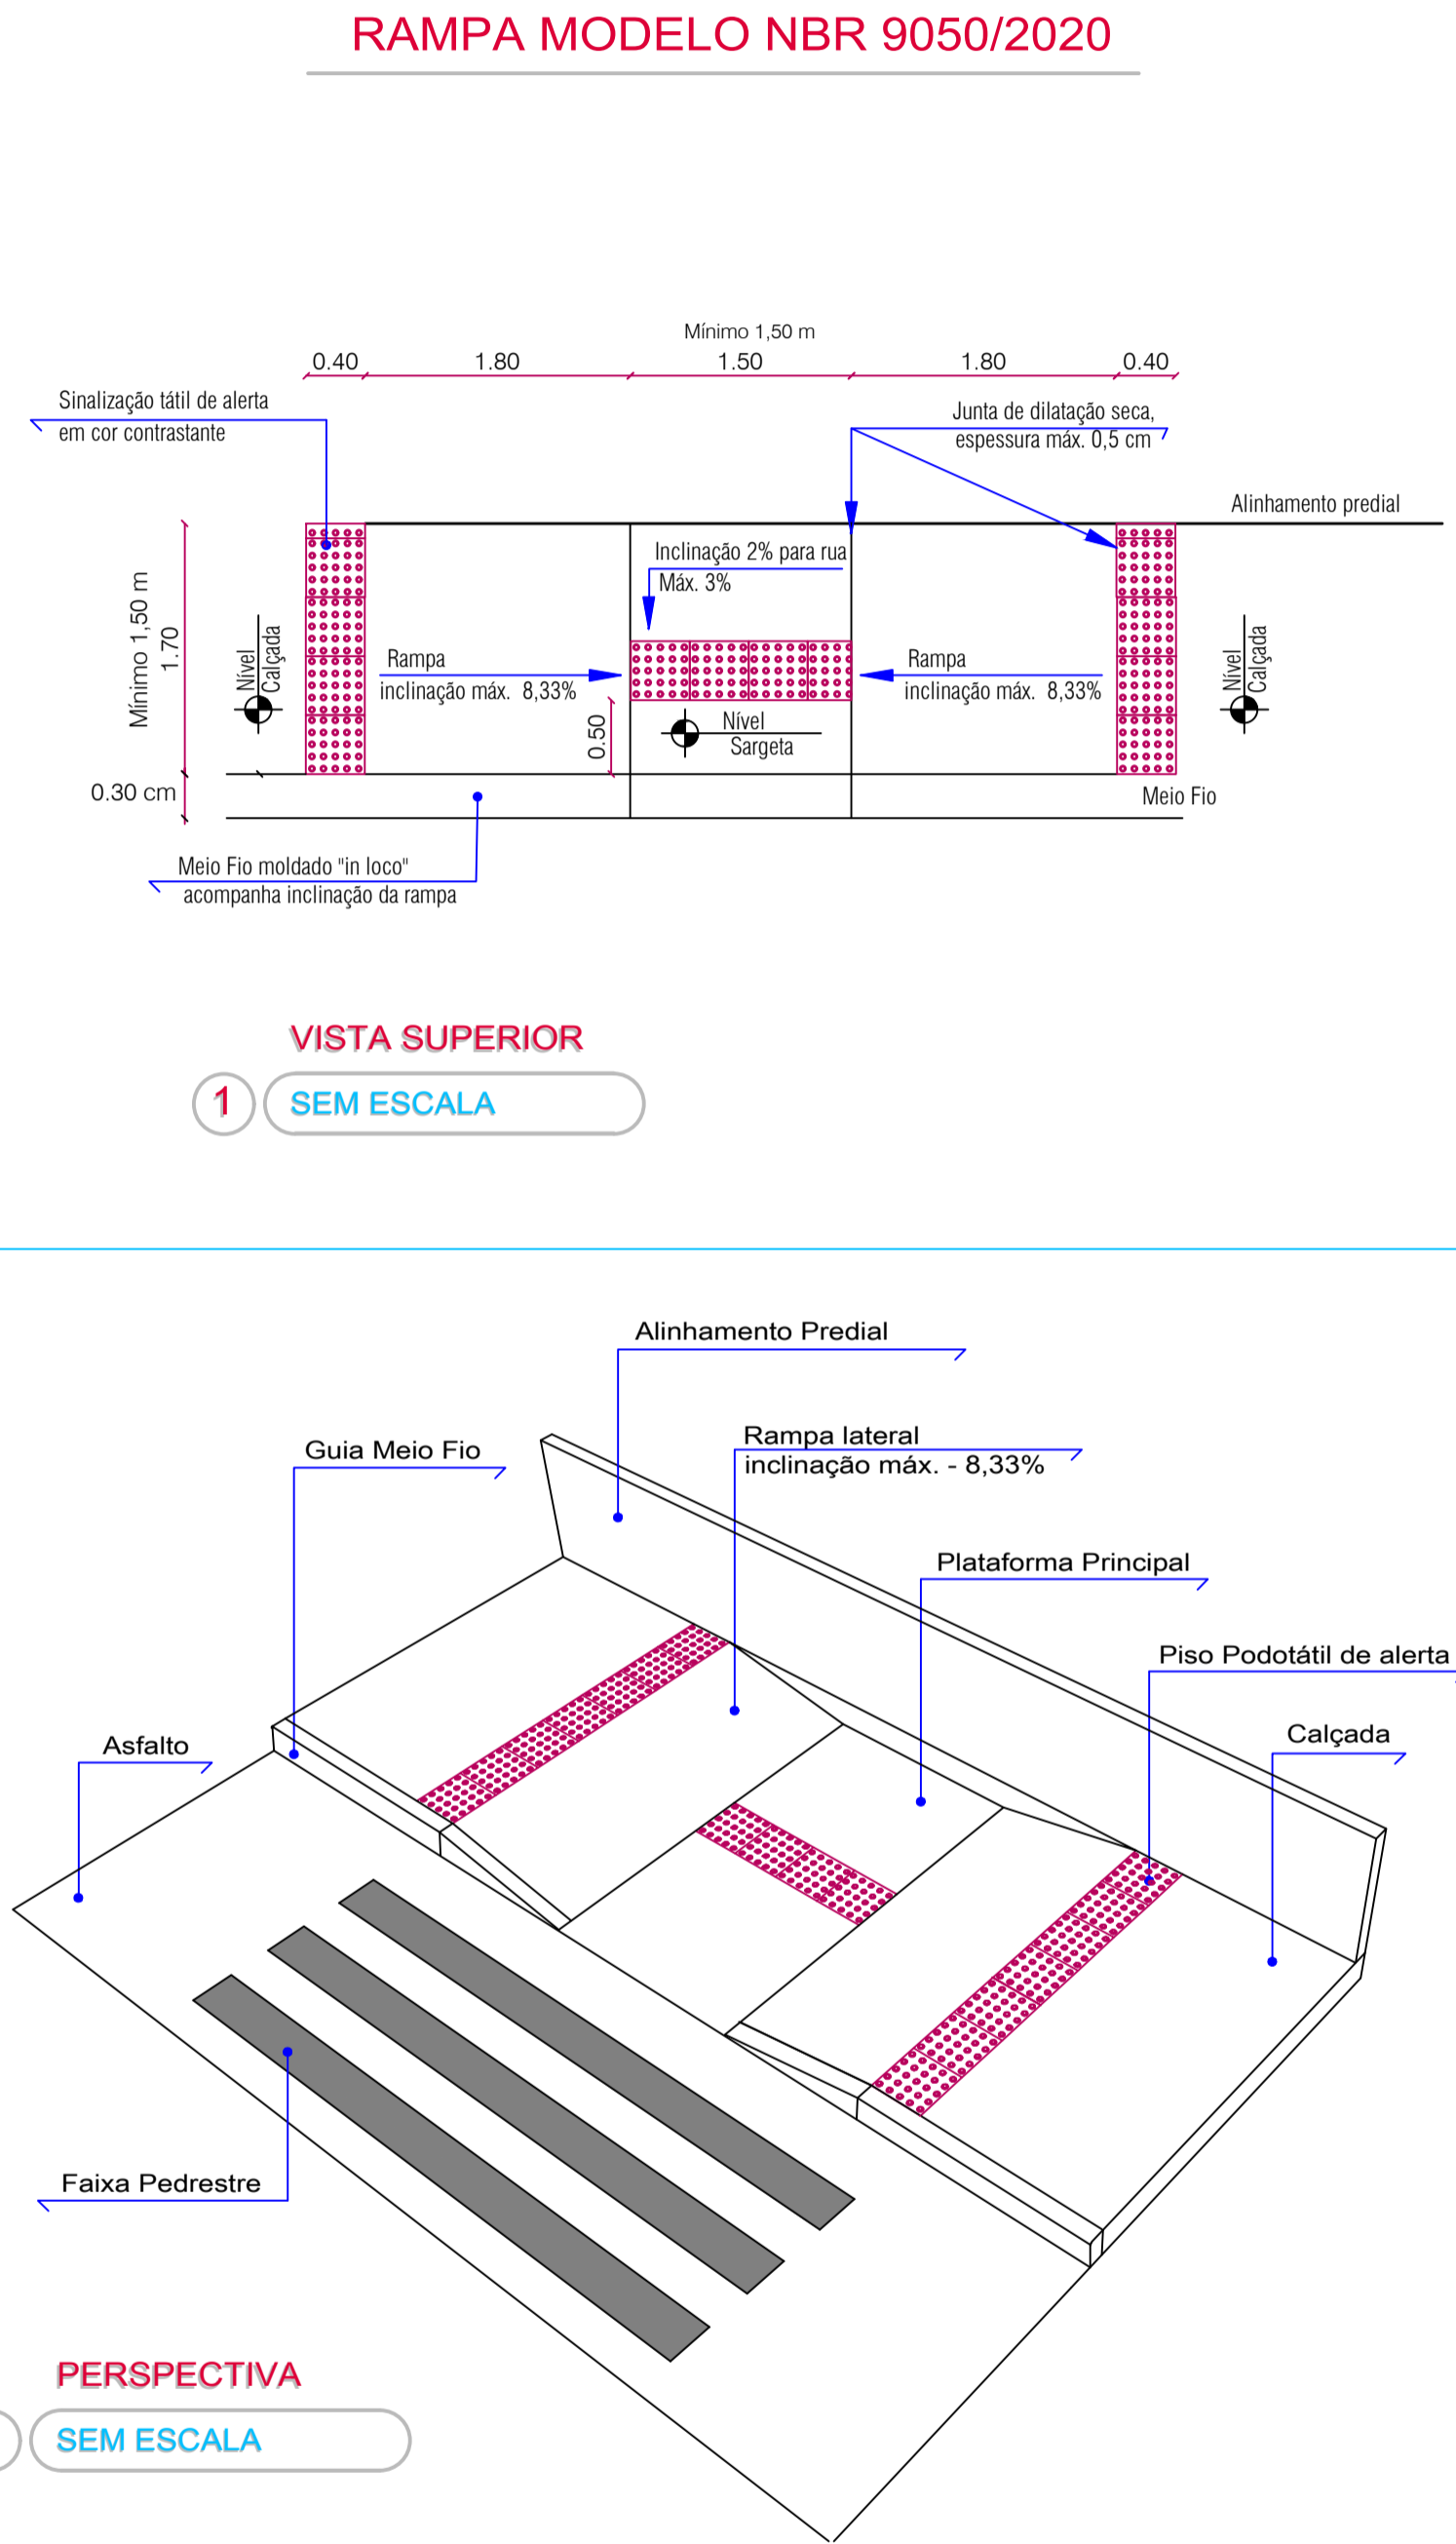 RAMPA MODELO NBR 9050/2020
Mínimo 1,50 m
0.40
1.80
1.50
1.80
0.40
Sinalização tátil de alerta
em cor contrastante
Junta de dilatação seca,
espessura máx. 0,5 cm
Alinhamento predial
Inclinação 2% para rua
Máx. 3%
Mínimo 1,50 m
1.70
Nível
Calçada
Rampa
inclinação máx. 8,33%
Rampa
inclinação máx. 8,33%
Nível
Calçada
0.50
Nível
Sargeta
0.30 cm
Meio Fio
Meio Fio moldado "in loco"
acompanha inclinação da rampa
VISTA SUPERIOR
1
SEM ESCALA
Alinhamento Predial
Rampa lateral
inclinação máx. - 8,33%
Guia Meio Fio
Plataforma Principal
Piso Podotátil de alerta
Calçada
Asfalto
Faixa Pedrestre
PERSPECTIVA
SEM ESCALA